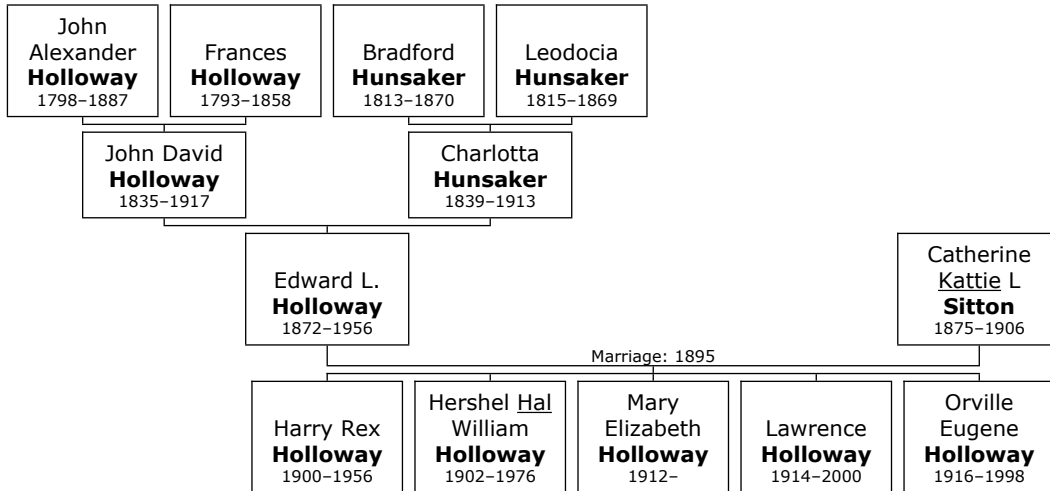 John
Alexander
Holloway
1798–1887
Frances
Holloway
1793–1858
Bradford
Hunsaker
1813–1870
Leodocia
Hunsaker
1815–1869
John David
Holloway
1835–1917
Charlotta
Hunsaker
1839–1913
Edward L.
Holloway
1872–1956
Catherine
Kattie L
Sitton
1875–1906
Marriage: 1895
Harry Rex
Holloway
1900–1956
Hershel Hal
William
Holloway
1902–1976
Mary
Elizabeth
Holloway
1912–
Lawrence
Holloway
1914–2000
Orville
Eugene
Holloway
1916–1998